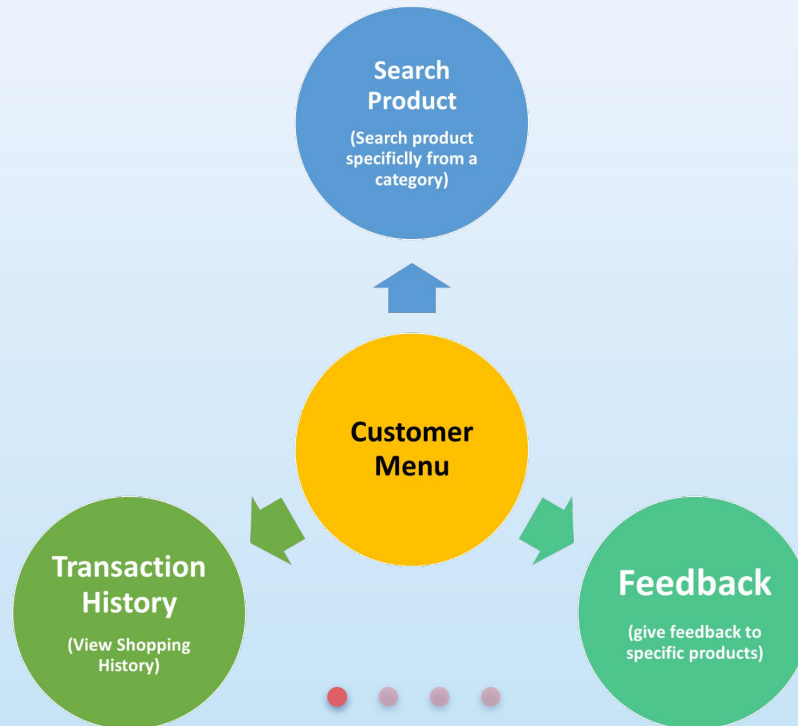 Search
Product
(Search product
specificlly from a
category)
Customer
Menu
Transaction
History
(View Shopping
History)
Feedback
(give feedback to
specific products)